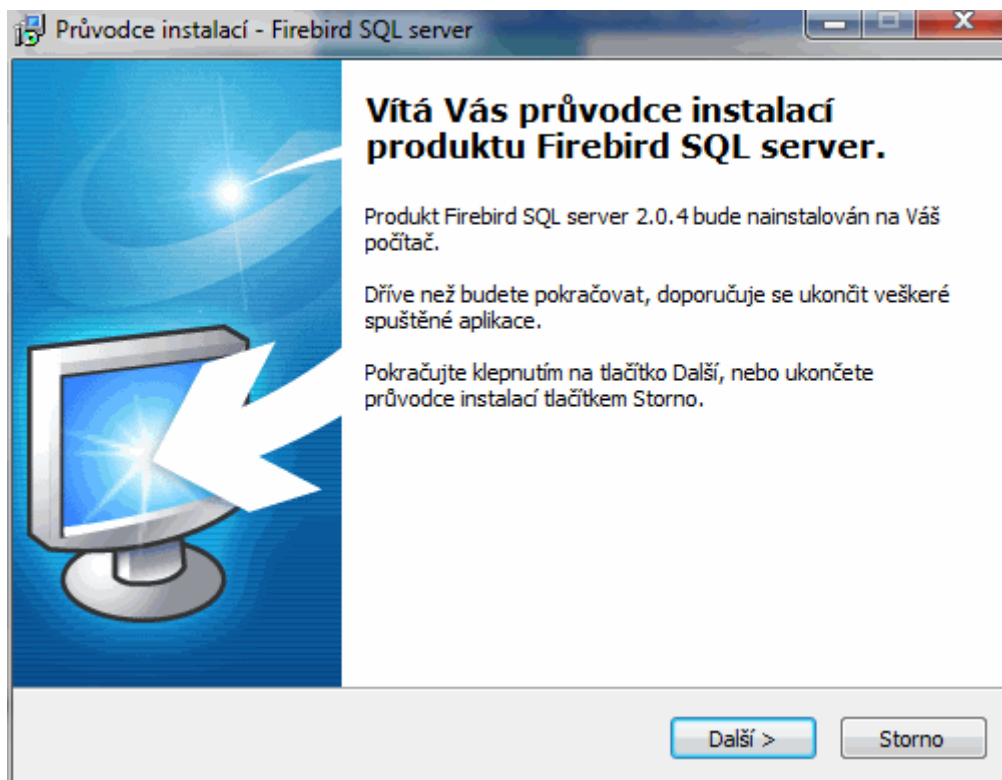 Průvodce instalací - Firebird SQL server
Vítá Vás průvodce instalací
produktu Firebird SQL server.
Produkt Firebird SQL server 2.0.4 bude nainstalován na Váš
počítač.
Dříve než budete pokračovat, doporučuje se ukončit veškeré
spuštěné aplikace.
Pokračujte klepnutím na tlačítko Další, nebo ukončete
průvodce instalací tlačítkem Storno.
Další >
Storno